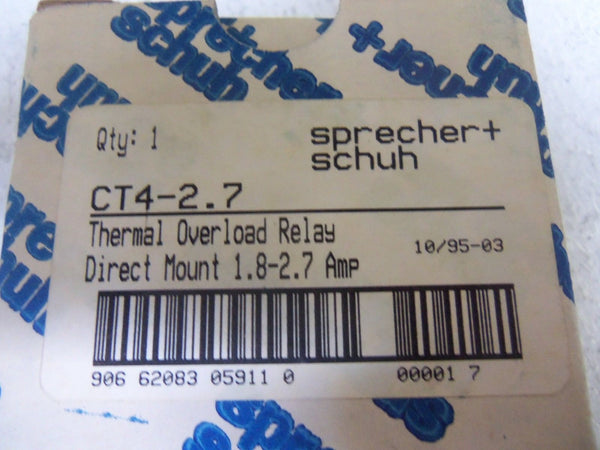 Qty: 1
sprecher+
schuh
CT4-2.7
Thermal Overload Relay
Direct Mount 1.8-2.7 Amp
10/95-03
906 62083 05911 0
00001 7